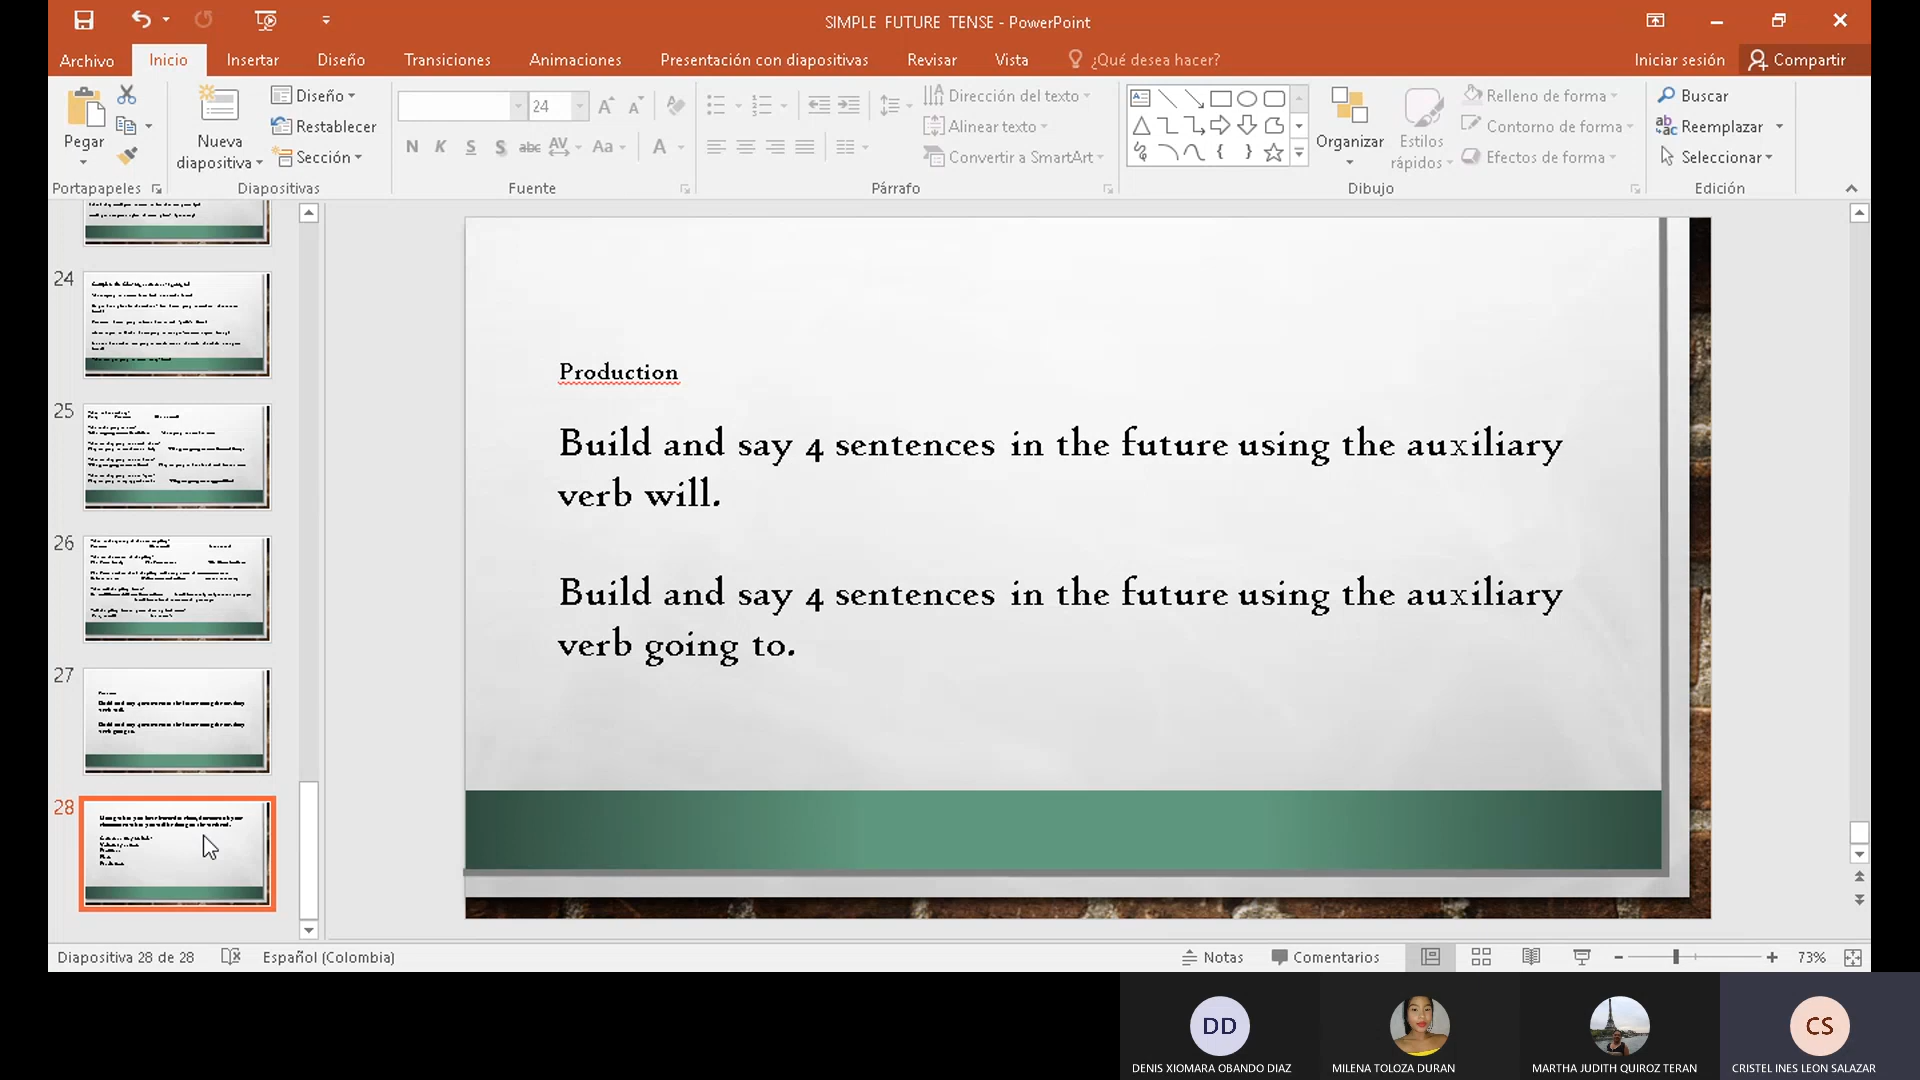 SIMPLE FUTURE TENSE - PowerPoint
Archivo Inicio Insertar Diseño Transiciones Animaciones Presentación con diapositivas Revisar Vista ¿Qué desea hacer? Iniciar sesión Compartir
Pegar
Portapapeles
Nueva diapositiva
Diseño
Restablecer
Sección
Diapositivas
24
N K S S abc AV Aa A
Fuente
Dirección del texto
Alinear texto
Convertir a SmartArt
Párrafo
Organizar
Estilos rápidos
Relleno de forma
Contorno de forma
Efectos de forma
Dibujo
Buscar
Reemplazar
Seleccionar
Edición
24
25
26
27
28
Production
Build and say 4 sentences in the future using the auxiliary
verb will.
Build and say 4 sentences in the future using the auxiliary
verb going to.
Diapositiva 28 de 28 Español (Colombia) Notas Comentarios 73%
DD
CS
DENIS XIOMARA OBANDO DIAZ MILENA TOLOZA DURAN MARTHA JUDITH QUIROZ TERAN CRISTEL INES LEON SALAZAR